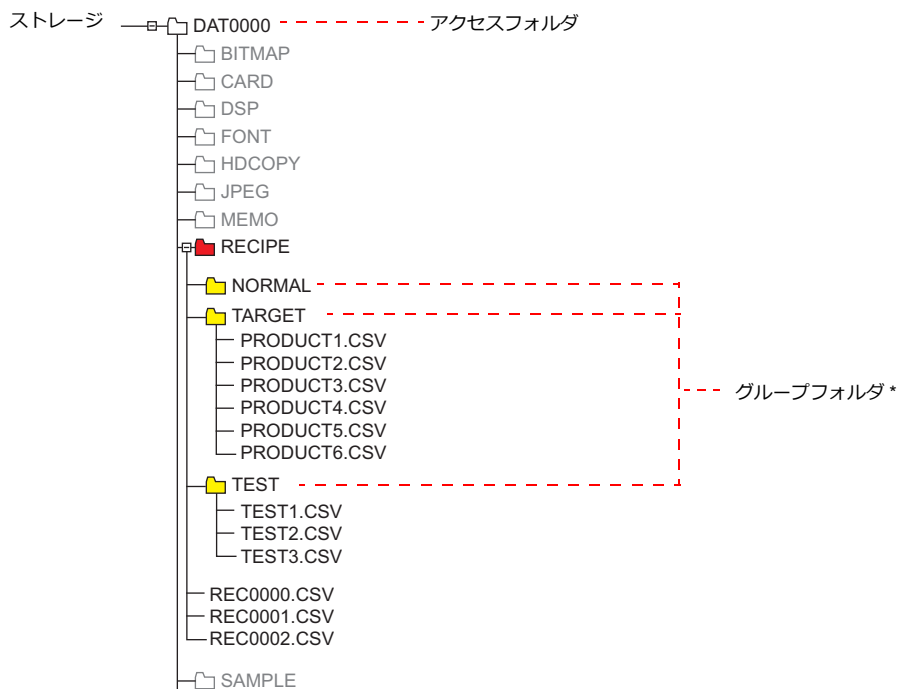 ストレージ DAT0000 アクセスフォルダ
BITMAP
CARD
DSP
FONT
HDCOPY
JPEG
MEMO
RECIPE
NORMAL
TARGET
PRODUCT1.CSV
PRODUCT2.CSV
PRODUCT3.CSV
PRODUCT4.CSV
グループフォルダ *
PRODUCT5.CSV
PRODUCT6.CSV
TEST
TEST1.CSV
TEST2.CSV
TEST3.CSV
REC0000.CSV
REC0001.CSV
REC0002.CSV
SAMPLE